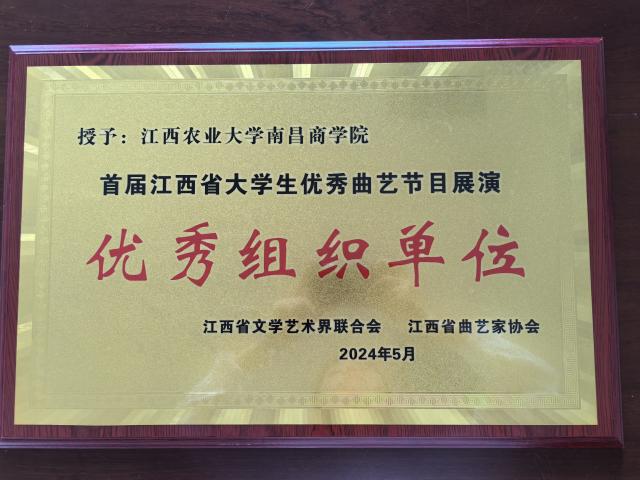 授予：江西农业大学南昌商学院
首届江西省大学生优秀曲艺节目展演
优秀组织单位
江西省文学艺术界联合会 江西省曲艺家协会
2024年5月